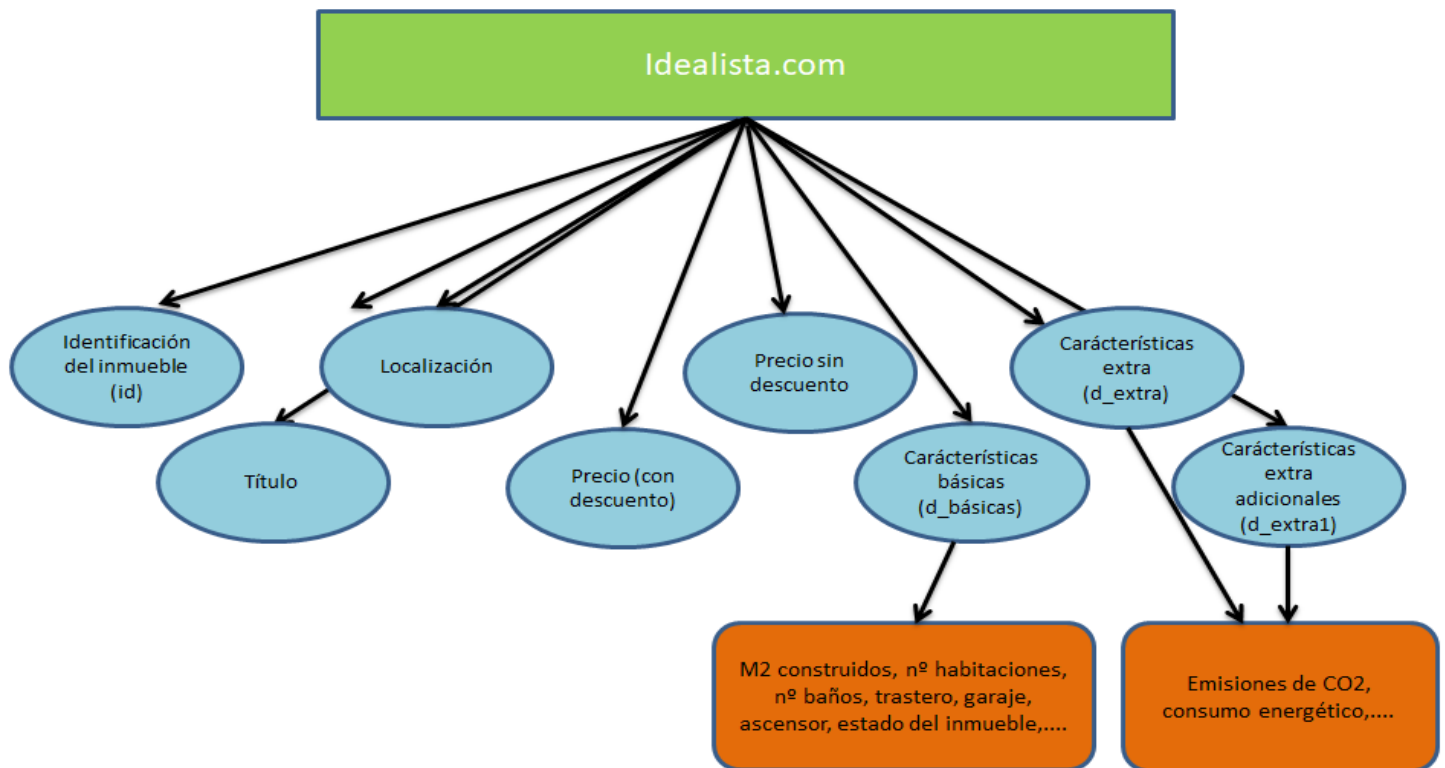 Idealista.com
Identificación
del inmueble
(id)
Localización
Precio sin
descuento
Carácterísticas
extra
(d_extra)
Título
Precio (con
descuento)
Carácterísticas
básicas
(d_básicas)
Carácterísticas
extra
adicionales
(d_extra1)
M2 construidos, nº habitaciones,
nº baños, trastero, garaje,
ascensor, estado del inmueble,....
Emisiones de CO2,
consumo energético,....